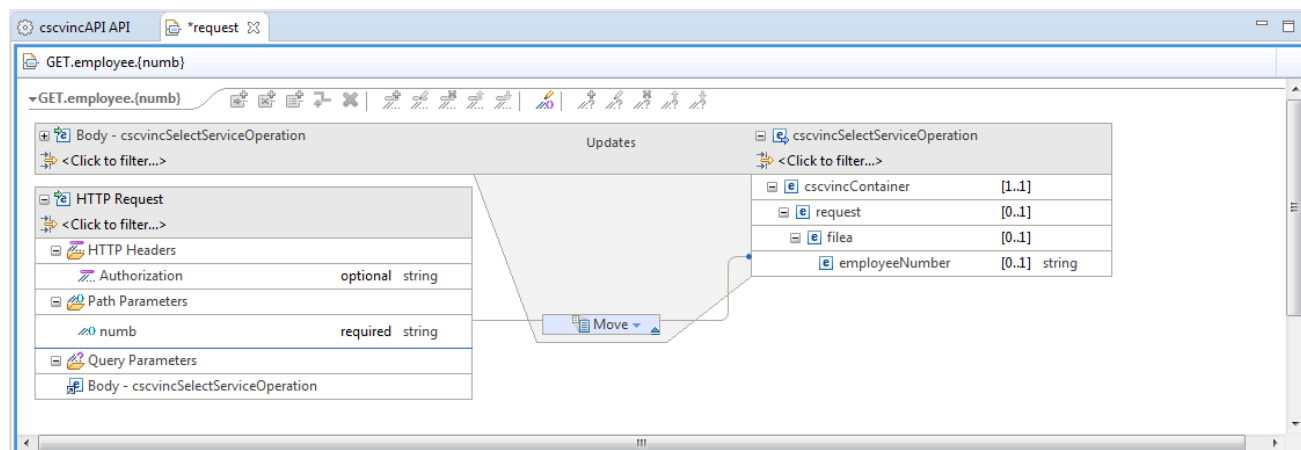 cscvincAPI API *request
GET.employee.{numb}
GET.employee.{numb}
Body - cscvincSelectServiceOperation
<Click to filter...>
Updates
cscvincSelectServiceOperation
<Click to filter...>
HTTP Request
<Click to filter...>
HTTP Headers
Authorization optional string
Path Parameters
numb required string
Query Parameters
Body - cscvincSelectServiceOperation
Move
cscvincContainer [1..1]
request [0..1]
filea [0..1]
employeeNumber [0..1] string